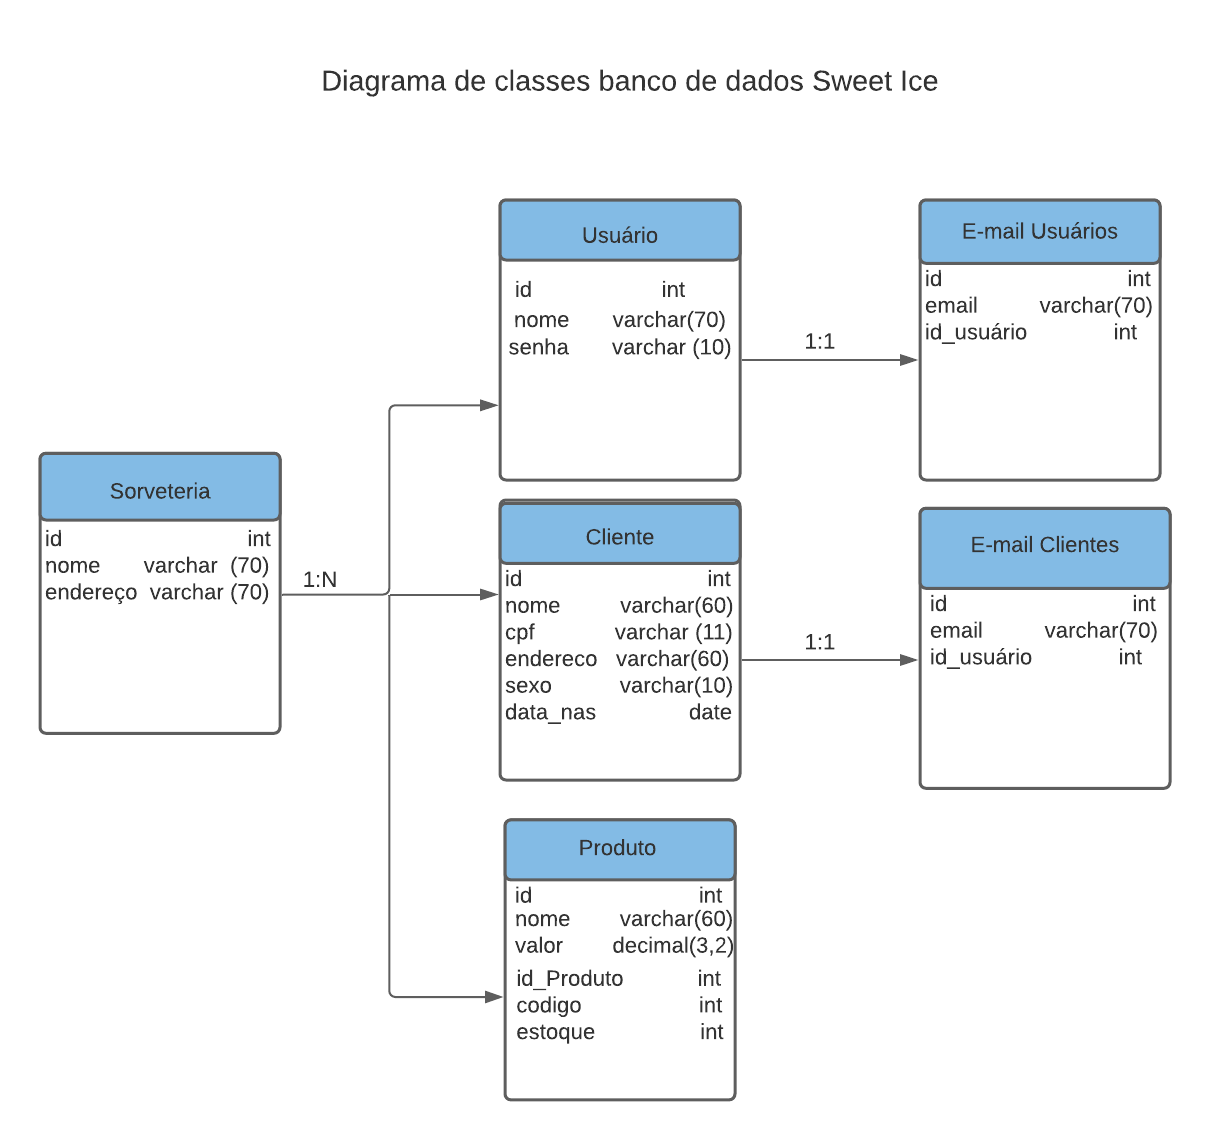 Diagrama de classes banco de dados Sweet Ice
Sorveteria
id int
nome varchar (70)
endereço varchar (70)
1:N
Usuário
id int
nome varchar(70)
senha varchar (10)
1:1
E-mail Usuários
id int
email varchar(70)
id_usuário int
Cliente
id int
nome varchar(60)
cpf varchar (11)
endereco varchar(60)
sexo varchar(10)
data_nas date
1:1
E-mail Clientes
id int
email varchar(70)
id_usuário int
Produto
id int
nome varchar(60)
valor decimal(3,2)
id_Produto int
codigo int
estoque int